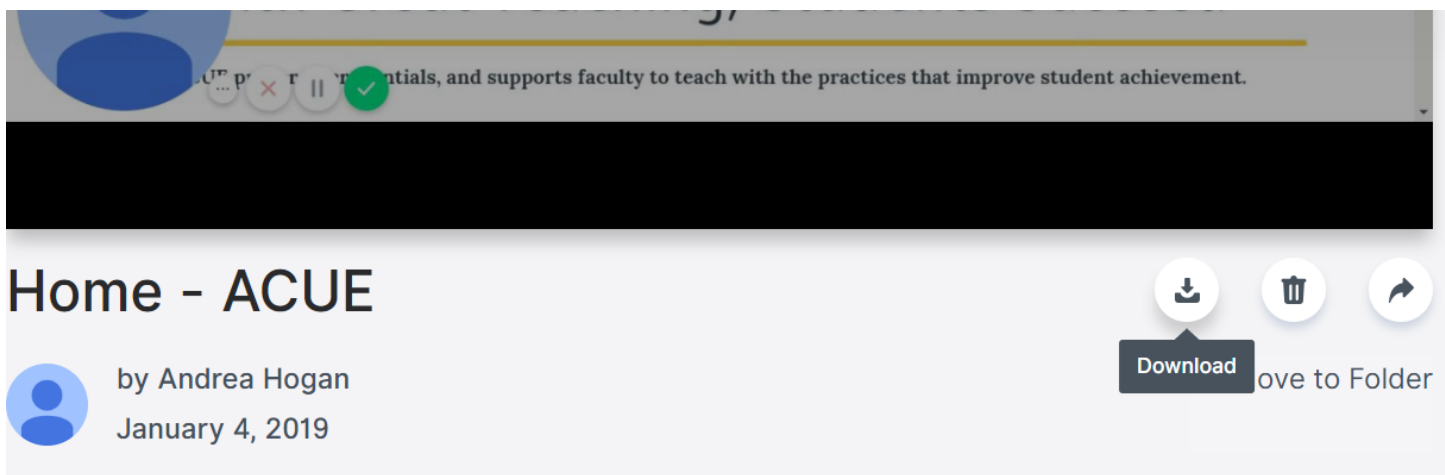 ntials, and supports faculty to teach with the practices that improve student achievement.
Home - ACUE
by Andrea Hogan
January 4, 2019
Download
ove to Folder